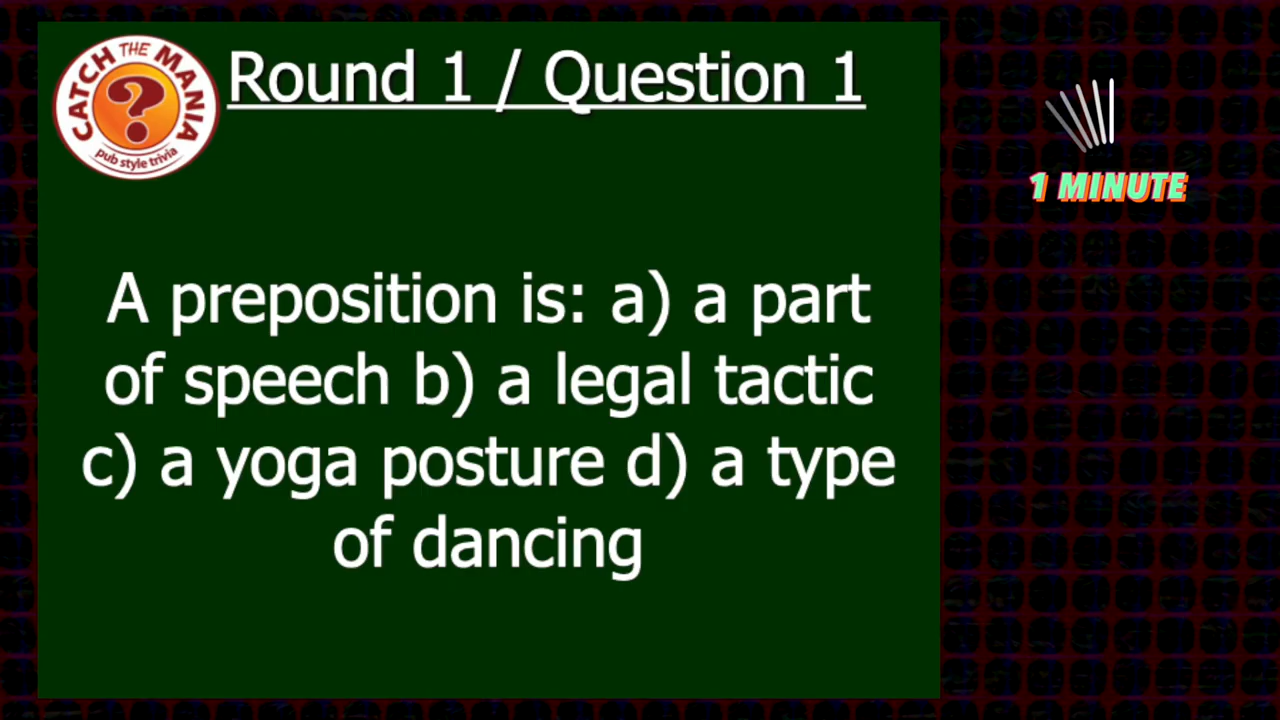 CATCH THE MANIA
?
pub style trivia
Round 1 / Question 1
1 MINUTE
A preposition is: a) a part
of speech b) a legal tactic
c) a yoga posture d) a type
of dancing